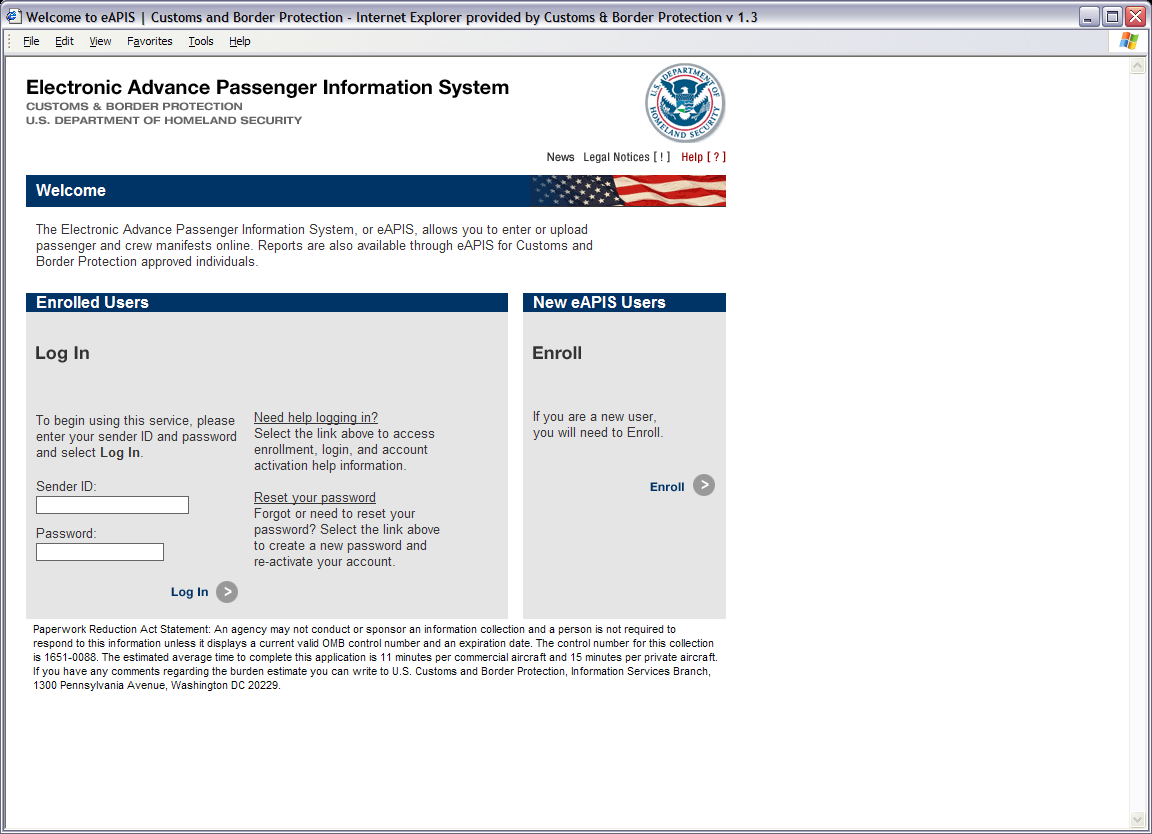 Welcome to eAPIS | Customs and Border Protection - Internet Explorer provided by Customs & Border Protection v 1.3
File Edit View Favorites Tools Help
Electronic Advance Passenger Information System
CUSTOMS & BORDER PROTECTION
U.S. DEPARTMENT OF HOMELAND SECURITY
U.S. DEPARTMENT OF HOMELAND SECURITY
News Legal Notices [ ! ] Help [ ? ]
Welcome
The Electronic Advance Passenger Information System, or eAPIS, allows you to enter or upload
passenger and crew manifests online. Reports are also available through eAPIS for Customs and
Border Protection approved individuals.
Enrolled Users
Log In
To begin using this service, please
enter your sender ID and password
and select Log In.
Sender ID:
Password:
Log In >
Need help logging in?
Select the link above to access
enrollment, login, and account
activation help information.
Reset your password
Forgot or need to reset your
password? Select the link above
to create a new password and
re-activate your account.
New eAPIS Users
Enroll
If you are a new user,
you will need to Enroll.
Enroll >
Paperwork Reduction Act Statement: An agency may not conduct or sponsor an information collection and a person is not required to
respond to this information unless it displays a current valid OMB control number and an expiration date. The control number for this collection
is 1651-0088. The estimated average time to complete this application is 11 minutes per commercial aircraft and 15 minutes per private aircraft.
If you have any comments regarding the burden estimate you can write to U.S. Customs and Border Protection, Information Services Branch,
1300 Pennsylvania Avenue, Washington DC 20229.